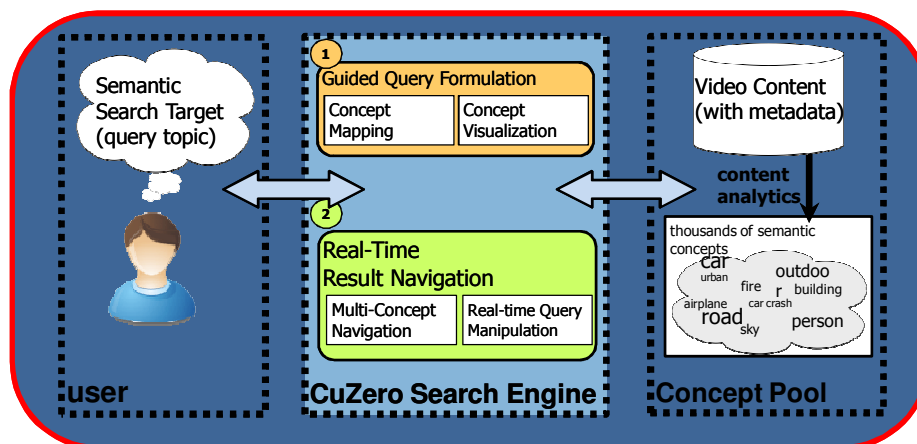 Semantic
Search Target
(query topic)
user
1
Guided Query Formulation
Concept
Mapping
Concept
Visualization
2
Real-Time
Result Navigation
Multi-Concept
Navigation
Real-time Query
Manipulation
CuZero Search Engine
Video Content
(with metadata)
content
analytics
thousands of semantic
concepts
car
urban
fire
outdoo
r
building
airplane
car crash
road
sky
person
Concept Pool